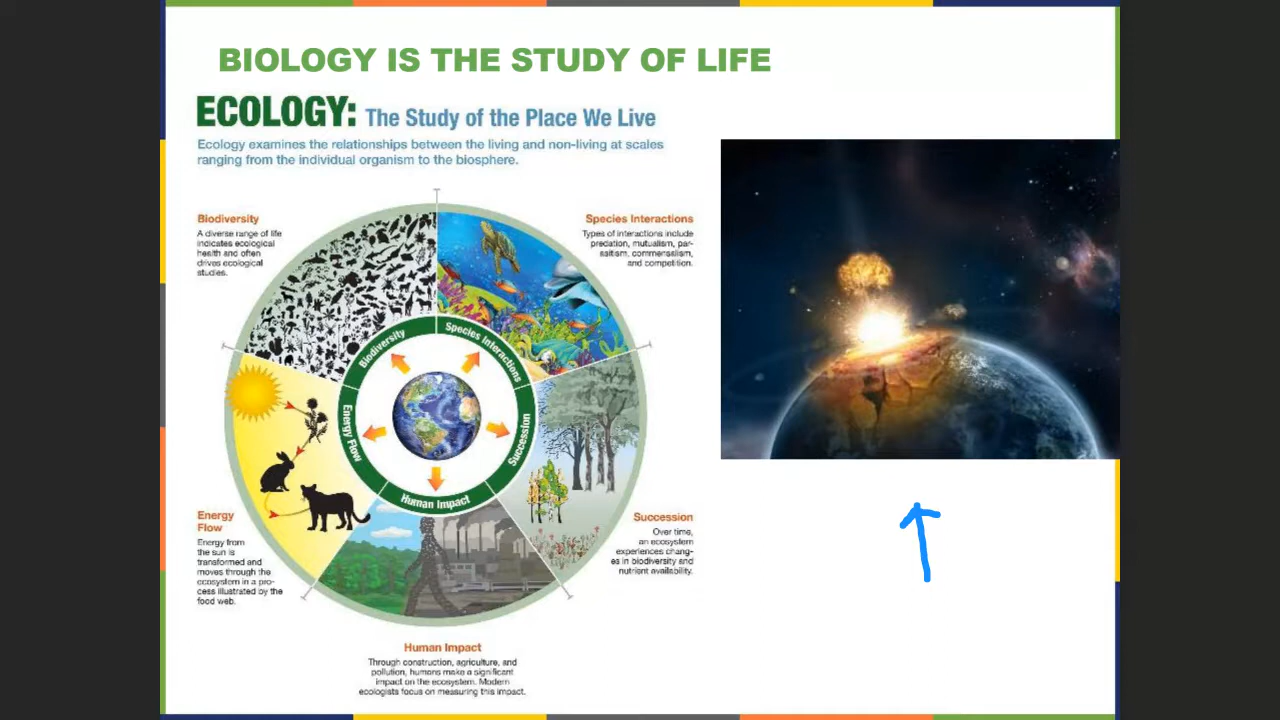 BIOLOGY IS THE STUDY OF LIFE
ECOLOGY: The Study of the Place We Live
Ecology examines the relationships between the living and non-living at scales
ranging from the individual organism to the biosphere.
Biodiversity
A diverse range of life
indicates ecological
health and often
drives ecological
studies.
Species Interactions
Types of interactions include
predation, mutualism, par-
asitism, commensalism,
and competition.
Biodiversity
Species Interactions
Energy Flow
Succession
Human Impact
Energy
Flow
Energy from
the sun is
transformed and
moves through the
ecosystem in a pro-
cess illustrated by the
food web.
Succession
Over time,
an ecosystem
experiences chang-
es in biodiversity and
nutrient availability.
Human Impact
Through construction, agriculture, and
pollution, humans make a significant
impact on the ecosystem. Modern
ecologists focus on measuring this impact.